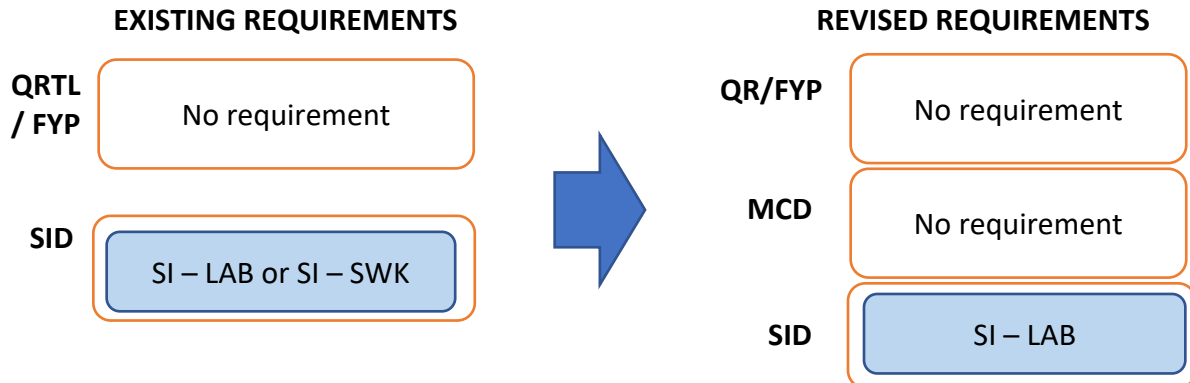 EXISTING REQUIREMENTS
QRTL
/ FYP
No requirement
SID
SI – LAB or SI – SWK
REVISED REQUIREMENTS
QR/FYP
No requirement
MCD
No requirement
SID
SI – LAB